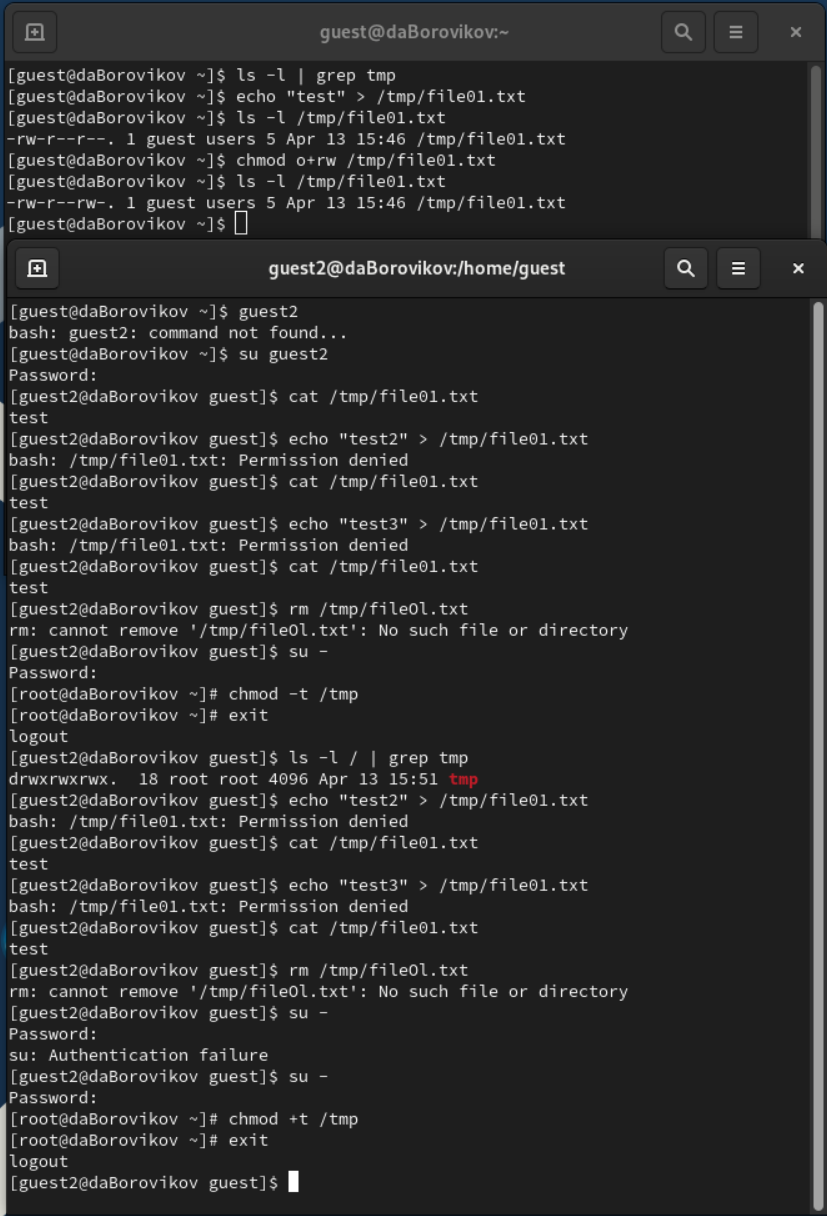 guest@daBorovikov:~
[guest@daBorovikov ~]$ ls -l | grep tmp
[guest@daBorovikov ~]$ echo "test" > /tmp/file01.txt
[guest@daBorovikov ~]$ ls -l /tmp/file01.txt
-rw-r--r--. 1 guest users 5 Apr 13 15:46 /tmp/file01.txt
[guest@daBorovikov ~]$ chmod o+rw /tmp/file01.txt
[guest@daBorovikov ~]$ ls -l /tmp/file01.txt
-rw-r--rw-. 1 guest users 5 Apr 13 15:46 /tmp/file01.txt
[guest@daBorovikov ~]$
guest2@daBorovikov:/home/guest
[guest@daBorovikov ~]$ guest2
bash: guest2: command not found...
[guest@daBorovikov ~]$ su guest2
Password:
[guest2@daBorovikov guest]$ cat /tmp/file01.txt
test
[guest2@daBorovikov guest]$ echo "test2" > /tmp/file01.txt
bash: /tmp/file01.txt: Permission denied
[guest2@daBorovikov guest]$ cat /tmp/file01.txt
test
[guest2@daBorovikov guest]$ echo "test3" > /tmp/file01.txt
bash: /tmp/file01.txt: Permission denied
[guest2@daBorovikov guest]$ cat /tmp/file01.txt
test
[guest2@daBorovikov guest]$ rm /tmp/fileOl.txt
rm: cannot remove '/tmp/fileOl.txt': No such file or directory
[guest2@daBorovikov guest]$ su -
Password:
[root@daBorovikov ~]# chmod -t /tmp
[root@daBorovikov ~]# exit
logout
[guest2@daBorovikov guest]$ ls -l / | grep tmp
drwxrwxrwx.  18 root root 4096 Apr 13 15:51 tmp
[guest2@daBorovikov guest]$ echo "test2" > /tmp/file01.txt
bash: /tmp/file01.txt: Permission denied
[guest2@daBorovikov guest]$ cat /tmp/file01.txt
test
[guest2@daBorovikov guest]$ echo "test3" > /tmp/file01.txt
bash: /tmp/file01.txt: Permission denied
[guest2@daBorovikov guest]$ cat /tmp/file01.txt
test
[guest2@daBorovikov guest]$ rm /tmp/fileOl.txt
rm: cannot remove '/tmp/fileOl.txt': No such file or directory
[guest2@daBorovikov guest]$ su -
Password:
su: Authentication failure
[guest2@daBorovikov guest]$ su -
Password:
[root@daBorovikov ~]# chmod +t /tmp
[root@daBorovikov ~]# exit
logout
[guest2@daBorovikov guest]$